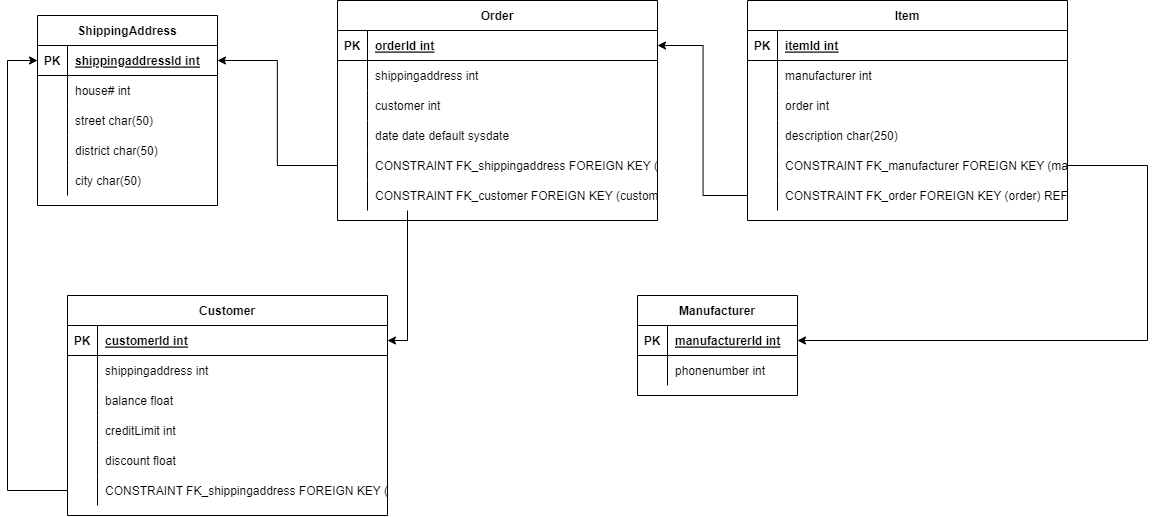 ShippingAddress
PK shippingaddressId int
house# int
street char(50)
district char(50)
city char(50)
Order
PK orderId int
shippingaddress int
customer int
date date default sysdate
CONSTRAINT FK_shippingaddress FOREIGN KEY (
CONSTRAINT FK_customer FOREIGN KEY (custom
Item
PK itemId int
manufacturer int
order int
description char(250)
CONSTRAINT FK_manufacturer FOREIGN KEY (ma
CONSTRAINT FK_order FOREIGN KEY (order) REF
Customer
PK customerId int
shippingaddress int
balance float
creditLimit int
discount float
CONSTRAINT FK_shippingaddress FOREIGN KEY (
Manufacturer
PK manufacturerId int
phonenumber int